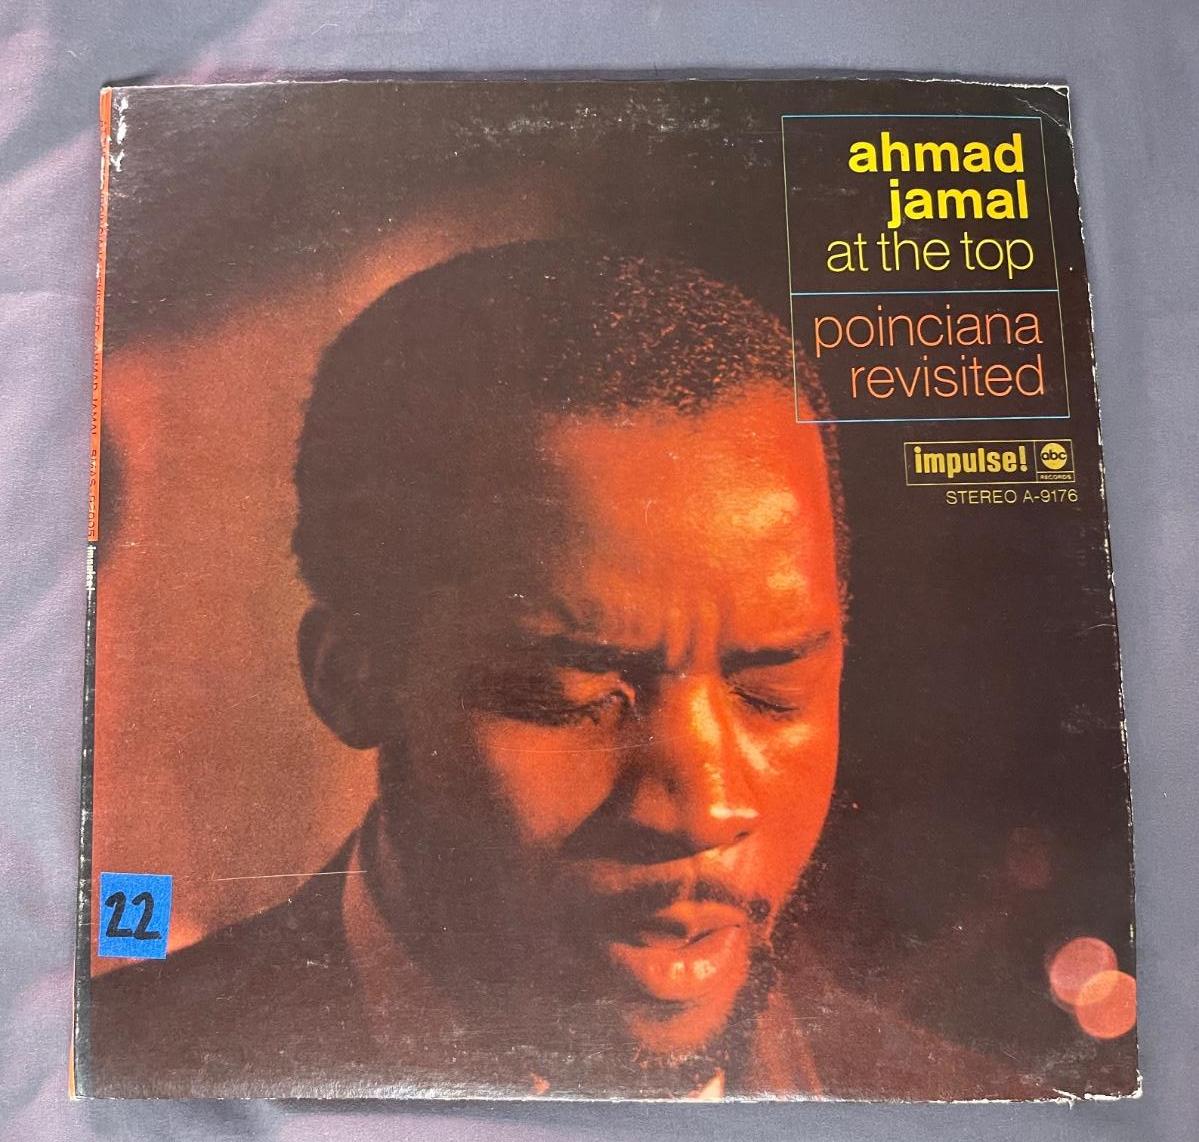 ahmad
jamal
at the top
poinciana
revisited
impulse! abc
RECORDS
STEREO A-9176
22